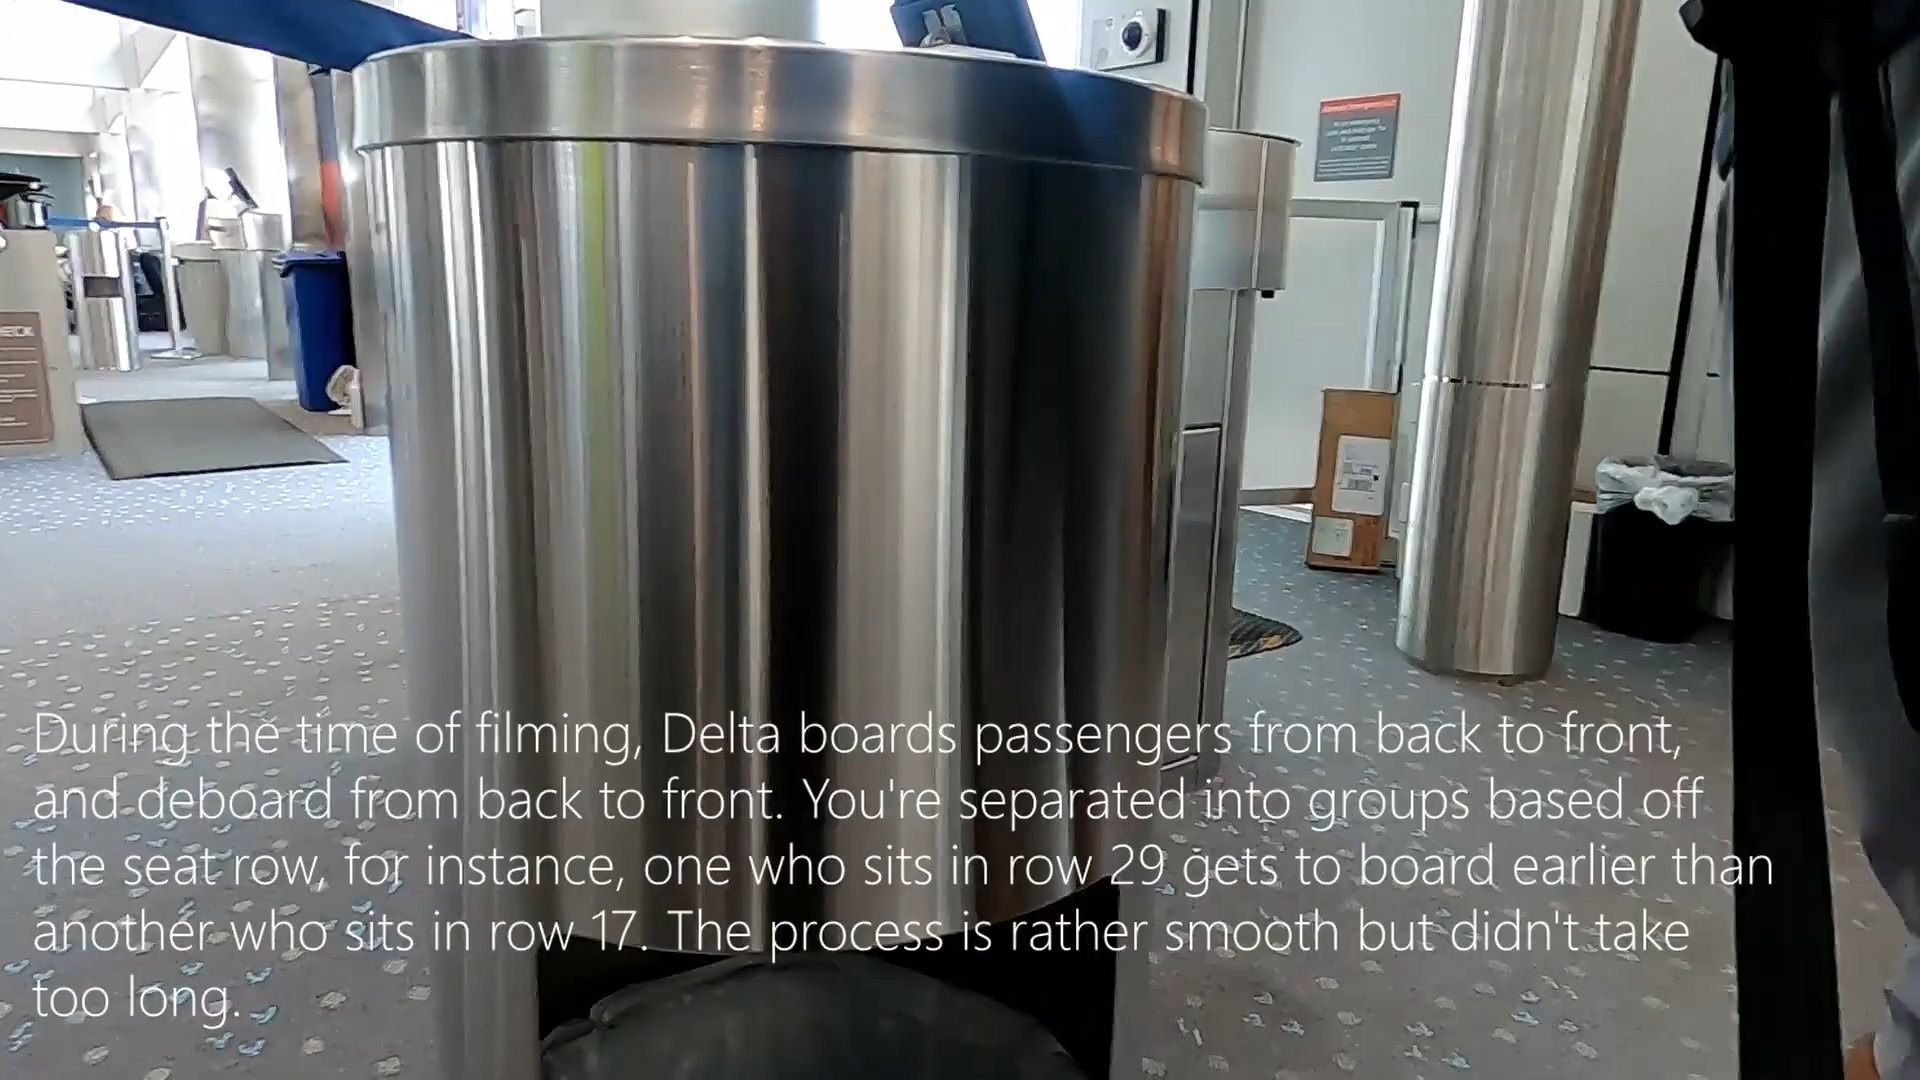 During the time of filming, Delta boards passengers from back to front,
and deboard from back to front. You're separated into groups based off
the seat row, for instance, one who sits in row 29 gets to board earlier than
another who sits in row 17. The process is rather smooth but didn't take
too long.